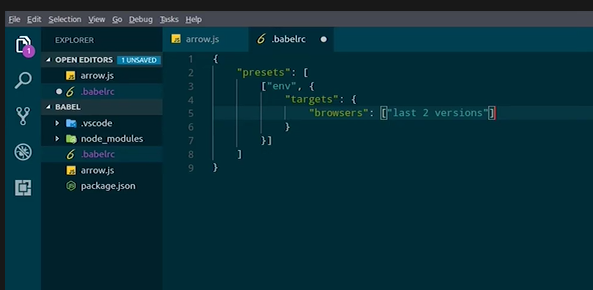 File Edit Selection View Go Debug Tasks Help
EXPLORER
arrow.js
.babelrc
OPEN EDITORS 1 UNSAVED
arrow.js
.babelrc
BABEL
.vscode
node_modules
.babelrc
arrow.js
package.json
1
1 {
2 "presets": [
3 ["env", {
4 "targets": {
5 "browsers": ["last 2 versions"]
6 }
7 }]
8 ]
9 }